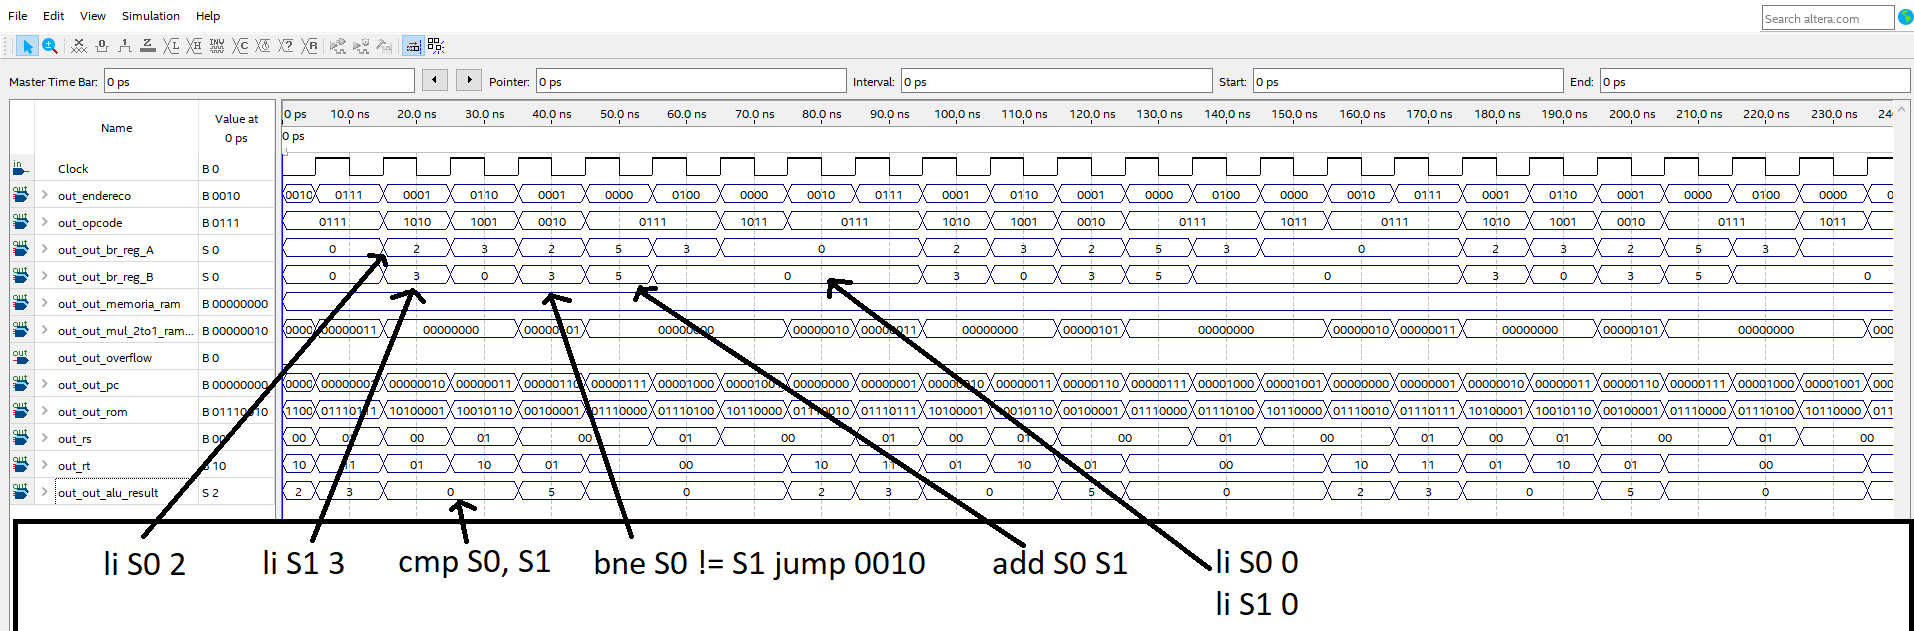 File Edit View Simulation Help
Search altera.com
Master Time Bar: 0 ps Pointer: 0 ps Interval: 0 ps Start: 0 ps End: 0 ps
Name Value at 0 ps
0 ps 10.0 ns 20.0 ns 30.0 ns 40.0 ns 50.0 ns 60.0 ns 70.0 ns 80.0 ns 90.0 ns 100.0 ns 110.0 ns 120.0 ns 130.0 ns 140.0 ns 150.0 ns 160.0 ns 170.0 ns 180.0 ns 190.0 ns 200.0 ns 210.0 ns 220.0 ns 230.0 ns
0 ps
Clock B 0
out_endereco B 0010 0010 0111 0001 0110 0001 0000 0100 0000 0010 0111 0001 0110 0001 0000 0100 0000 0010 0111 0001 0110 0001 0000 0100 0000
out_opcode B 0111 0111 1010 1001 0010 0111 1011 0111 1010 1001 0010 0111 1011 0111 1010 1001 0010 0111 1011
out_out_br_reg_A S 0 0 2 3 2 5 3 0 2 3 2 5 3 0 2 3 2 5 3
out_out_br_reg_B S 0 0 3 0 3 5 0 3 0 3 5 0 3 0 3 5 0
out_out_memoria_ram B 00000000
out_out_mul_2to1_ram... B 00000010 0000 00000011 00000000 00000101 00000000 00000010 00000011 00000000 00000101 00000000 00000010 00000011 00000000 00000101 00000000 000
out_out_overflow B 0
out_out_pc B 00000000 0000 00000001 00000010 00000011 00000110 00000111 00001000 00001001 00000000 00000001 00000010 00000011 00000110 00000111 00001000 00001001 00000000 00000001 00000010 00000011 00000110 00000111 00001000 00001001 000
out_out_rom B 01110010 1100 01110111 10100001 10010110 00100001 01110000 01110100 10110000 01110010 01110111 10100001 10010110 00100001 01110000 01110100 10110000 01110010 01110111 10100001 10010110 00100001 01110000 01110100 10110000 011
out_rs B 00 00 01 00 01 00 01 00 01 00 01 00 01 00 01 00 01 00 01 00
out_rt B 10 10 11 01 10 01 00 10 11 01 10 01 00 10 11 01 10 01 00
out_out_alu_result S 2 2 3 0 5 0 2 3 0 5 0 2 3 0 5 0
li S0 2 li S1 3 cmp S0, S1 bne S0 != S1 jump 0010 add S0 S1 li S0 0
li S1 0